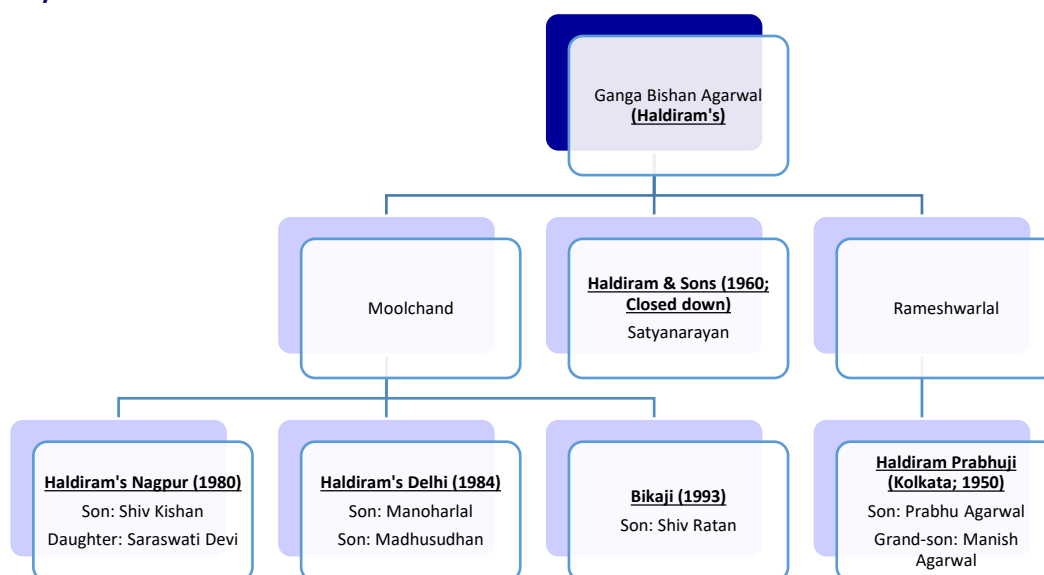 Ganga Bishan Agarwal
(Haldiram's)
Moolchand
Haldiram & Sons (1960;
Closed down)
Satyanarayan
Rameshwarlal
Haldiram's Nagpur (1980)
Son: Shiv Kishan
Daughter: Saraswati Devi
Haldiram's Delhi (1984)
Son: Manoharlal
Son: Madhusudhan
Bikaji (1993)
Son: Shiv Ratan
Haldiram Prabhuji
(Kolkata; 1950)
Son: Prabhu Agarwal
Grand-son: Manish
Agarwal